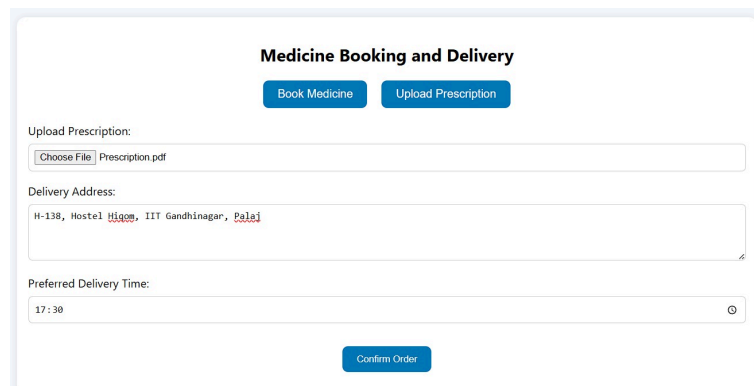 Medicine Booking and Delivery
Book Medicine Upload Prescription
Upload Prescription:
Choose File Prescription.pdf
Delivery Address:
H-138, Hostel Hiqom, IIT Gandhinagar, Palaj
Preferred Delivery Time:
17:30
Confirm Order